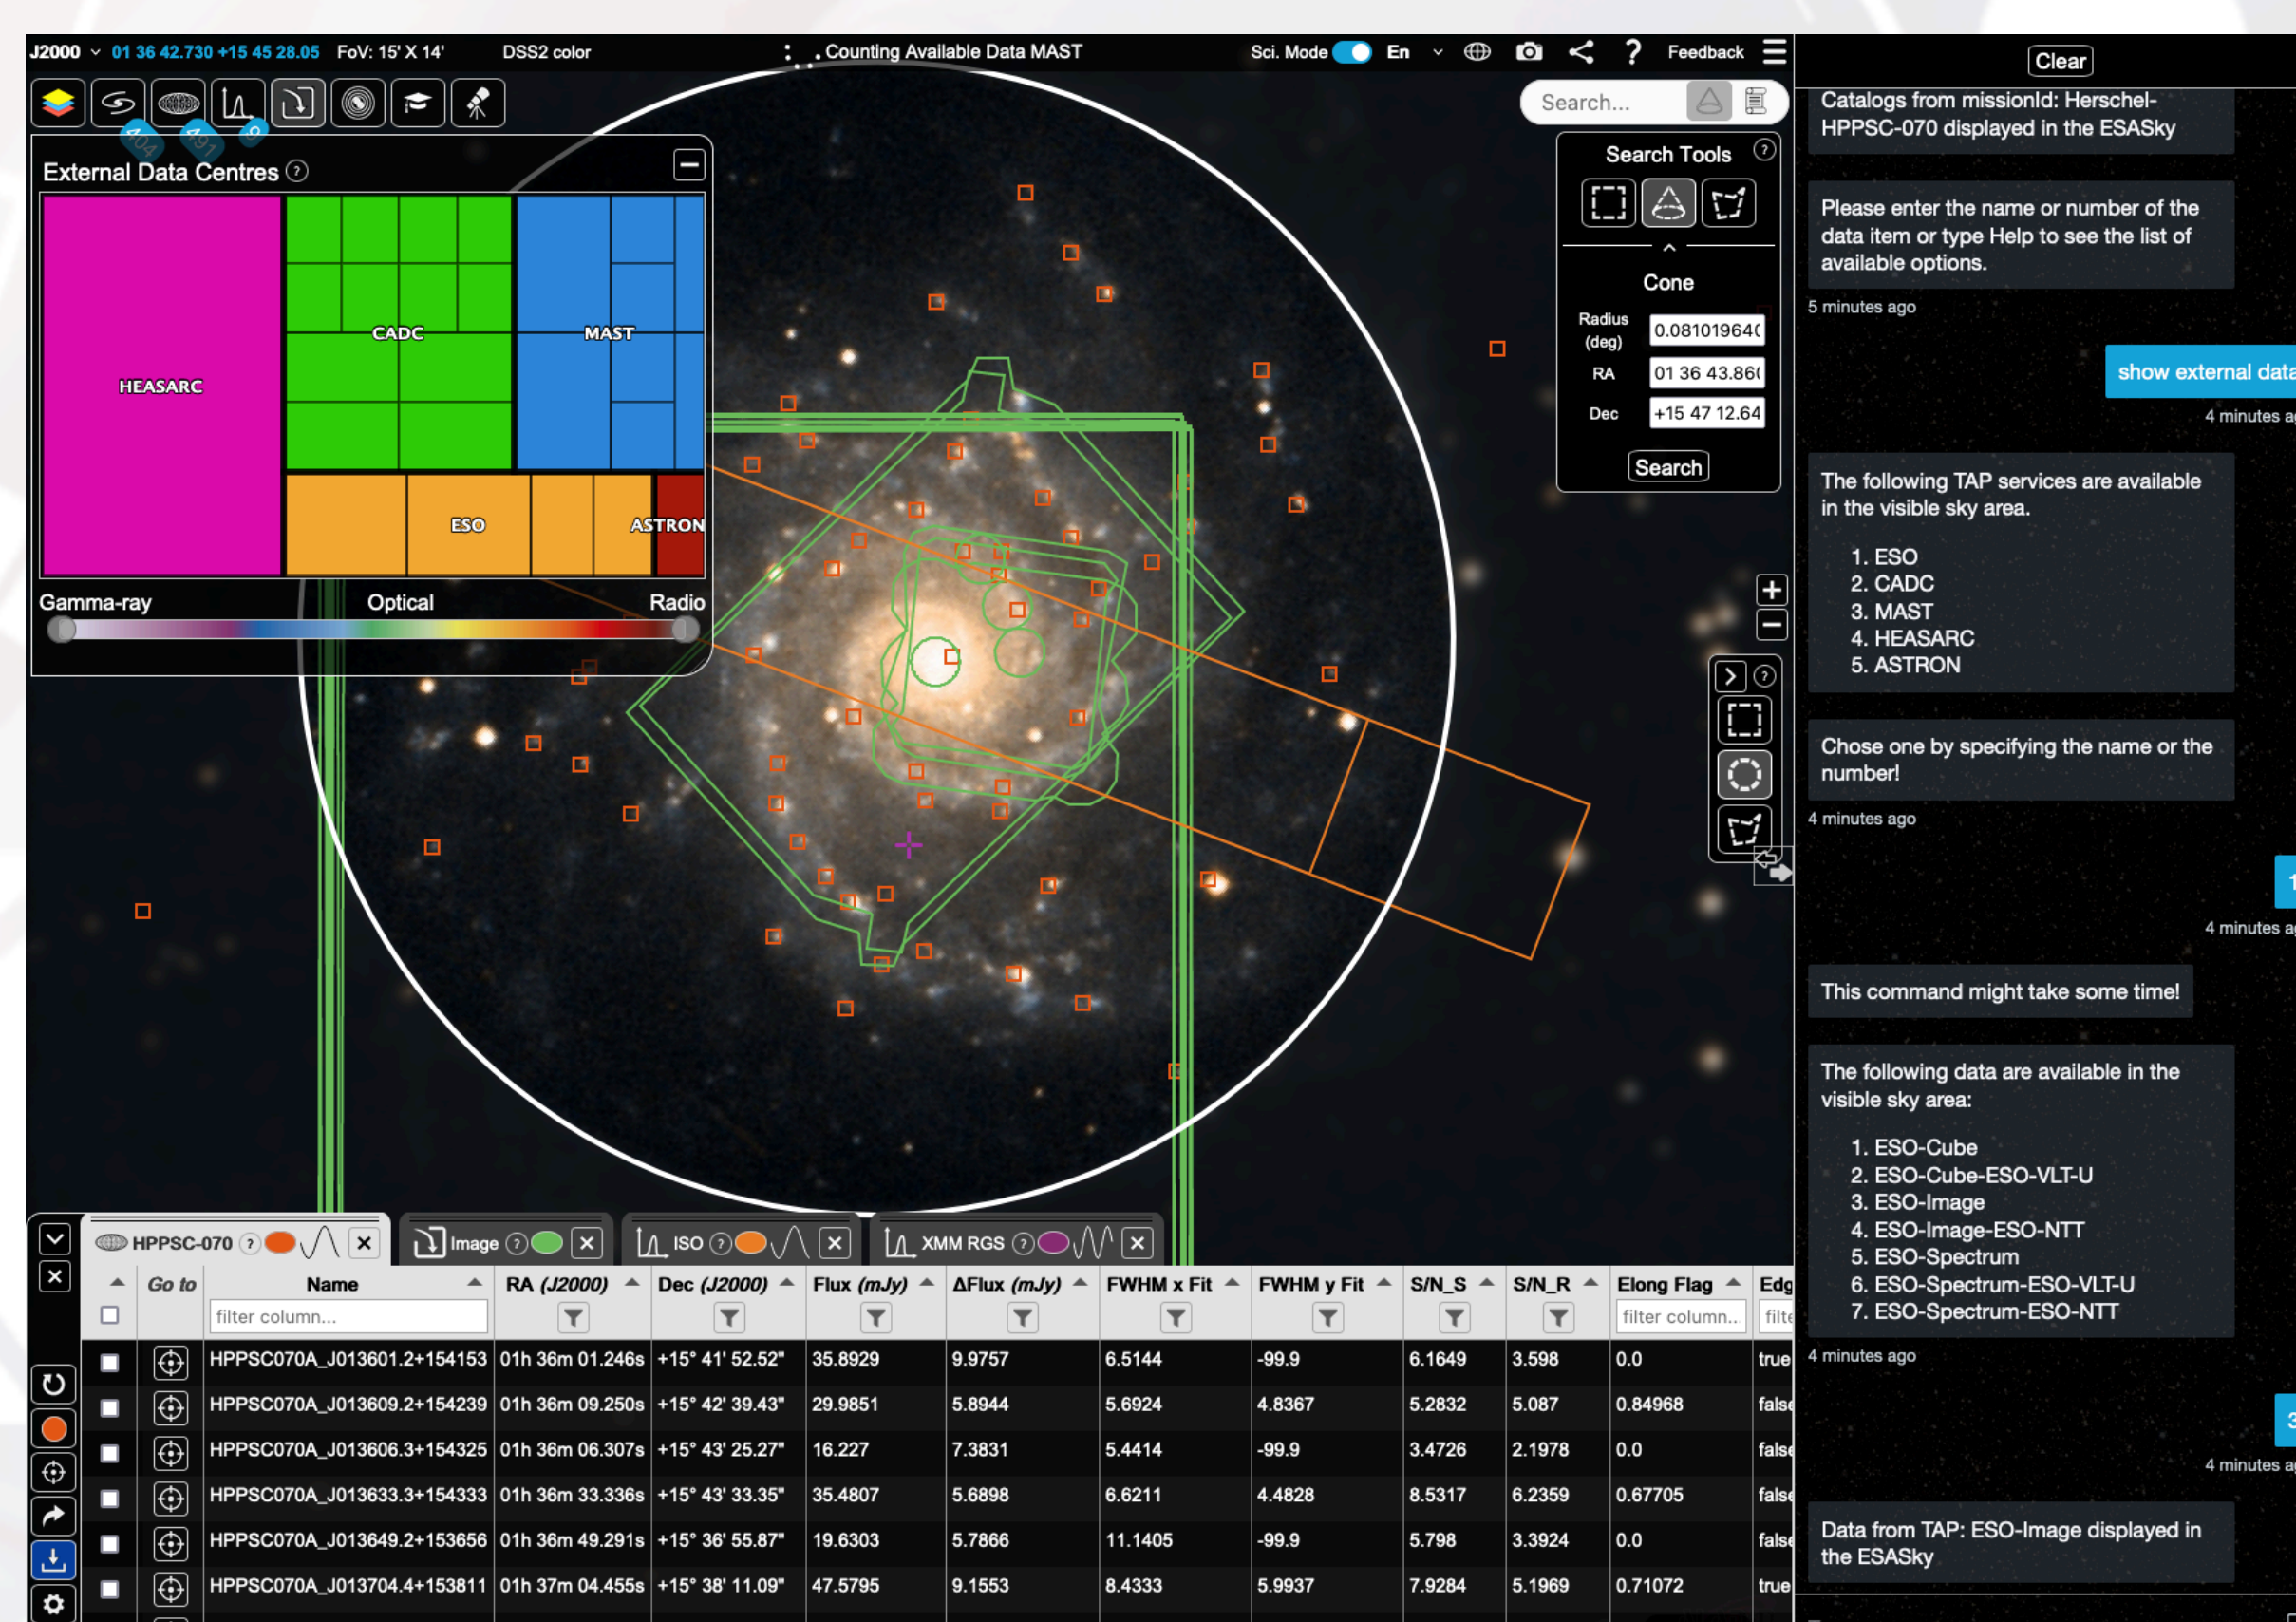 J2000 01 36 42.730 +15 45 28.05 FoV: 15' X 14' DSS2 color Counting Available Data MAST Sci. Mode En ? Feedback
404 491 9
External Data Centres ?
HEASARC
CADC
MAST
ESO
ASTRON
Gamma-ray Optical Radio
Search...
Search Tools ?
Cone
Radius (deg) 0.08101964
RA 01 36 43.86
Dec +15 47 12.64
Search
?
HPPSC-070 ? Image ? ISO ? XMM RGS ?
Go to Name RA (J2000) Dec (J2000) Flux (mJy) ΔFlux (mJy) FWHM x Fit FWHM y Fit S/N_S S/N_R Elong Flag Edg
filter column... filter column.. filte
HPPSC070A_J013601.2+154153 01h 36m 01.246s +15° 41' 52.52" 35.8929 9.9757 6.5144 -99.9 6.1649 3.598 0.0 true
HPPSC070A_J013609.2+154239 01h 36m 09.250s +15° 42' 39.43" 29.9851 5.8944 5.6924 4.8367 5.2832 5.087 0.84968 false
HPPSC070A_J013606.3+154325 01h 36m 06.307s +15° 43' 25.27" 16.227 7.3831 5.4414 -99.9 3.4726 2.1978 0.0 false
HPPSC070A_J013633.3+154333 01h 36m 33.336s +15° 43' 33.35" 35.4807 5.6898 6.6211 4.4828 8.5317 6.2359 0.67705 false
HPPSC070A_J013649.2+153656 01h 36m 49.291s +15° 36' 55.87" 19.6303 5.7866 11.1405 -99.9 5.798 3.3924 0.0 false
HPPSC070A_J013704.4+153811 01h 37m 04.455s +15° 38' 11.09" 47.5795 9.1553 8.4333 5.9937 7.9284 5.1969 0.71072 true
Clear
Catalogs from missionId: Herschel-
HPPSC-070 displayed in the ESASky
Please enter the name or number of the
data item or type Help to see the list of
available options.
5 minutes ago
show external data
4 minutes ag
The following TAP services are available
in the visible sky area.
1. ESO
2. CADC
3. MAST
4. HEASARC
5. ASTRON
Chose one by specifying the name or the
number!
4 minutes ago
1
4 minutes ag
This command might take some time!
The following data are available in the
visible sky area:
1. ESO-Cube
2. ESO-Cube-ESO-VLT-U
3. ESO-Image
4. ESO-Image-ESO-NTT
5. ESO-Spectrum
6. ESO-Spectrum-ESO-VLT-U
7. ESO-Spectrum-ESO-NTT
4 minutes ago
3
4 minutes ag
Data from TAP: ESO-Image displayed in
the ESASky